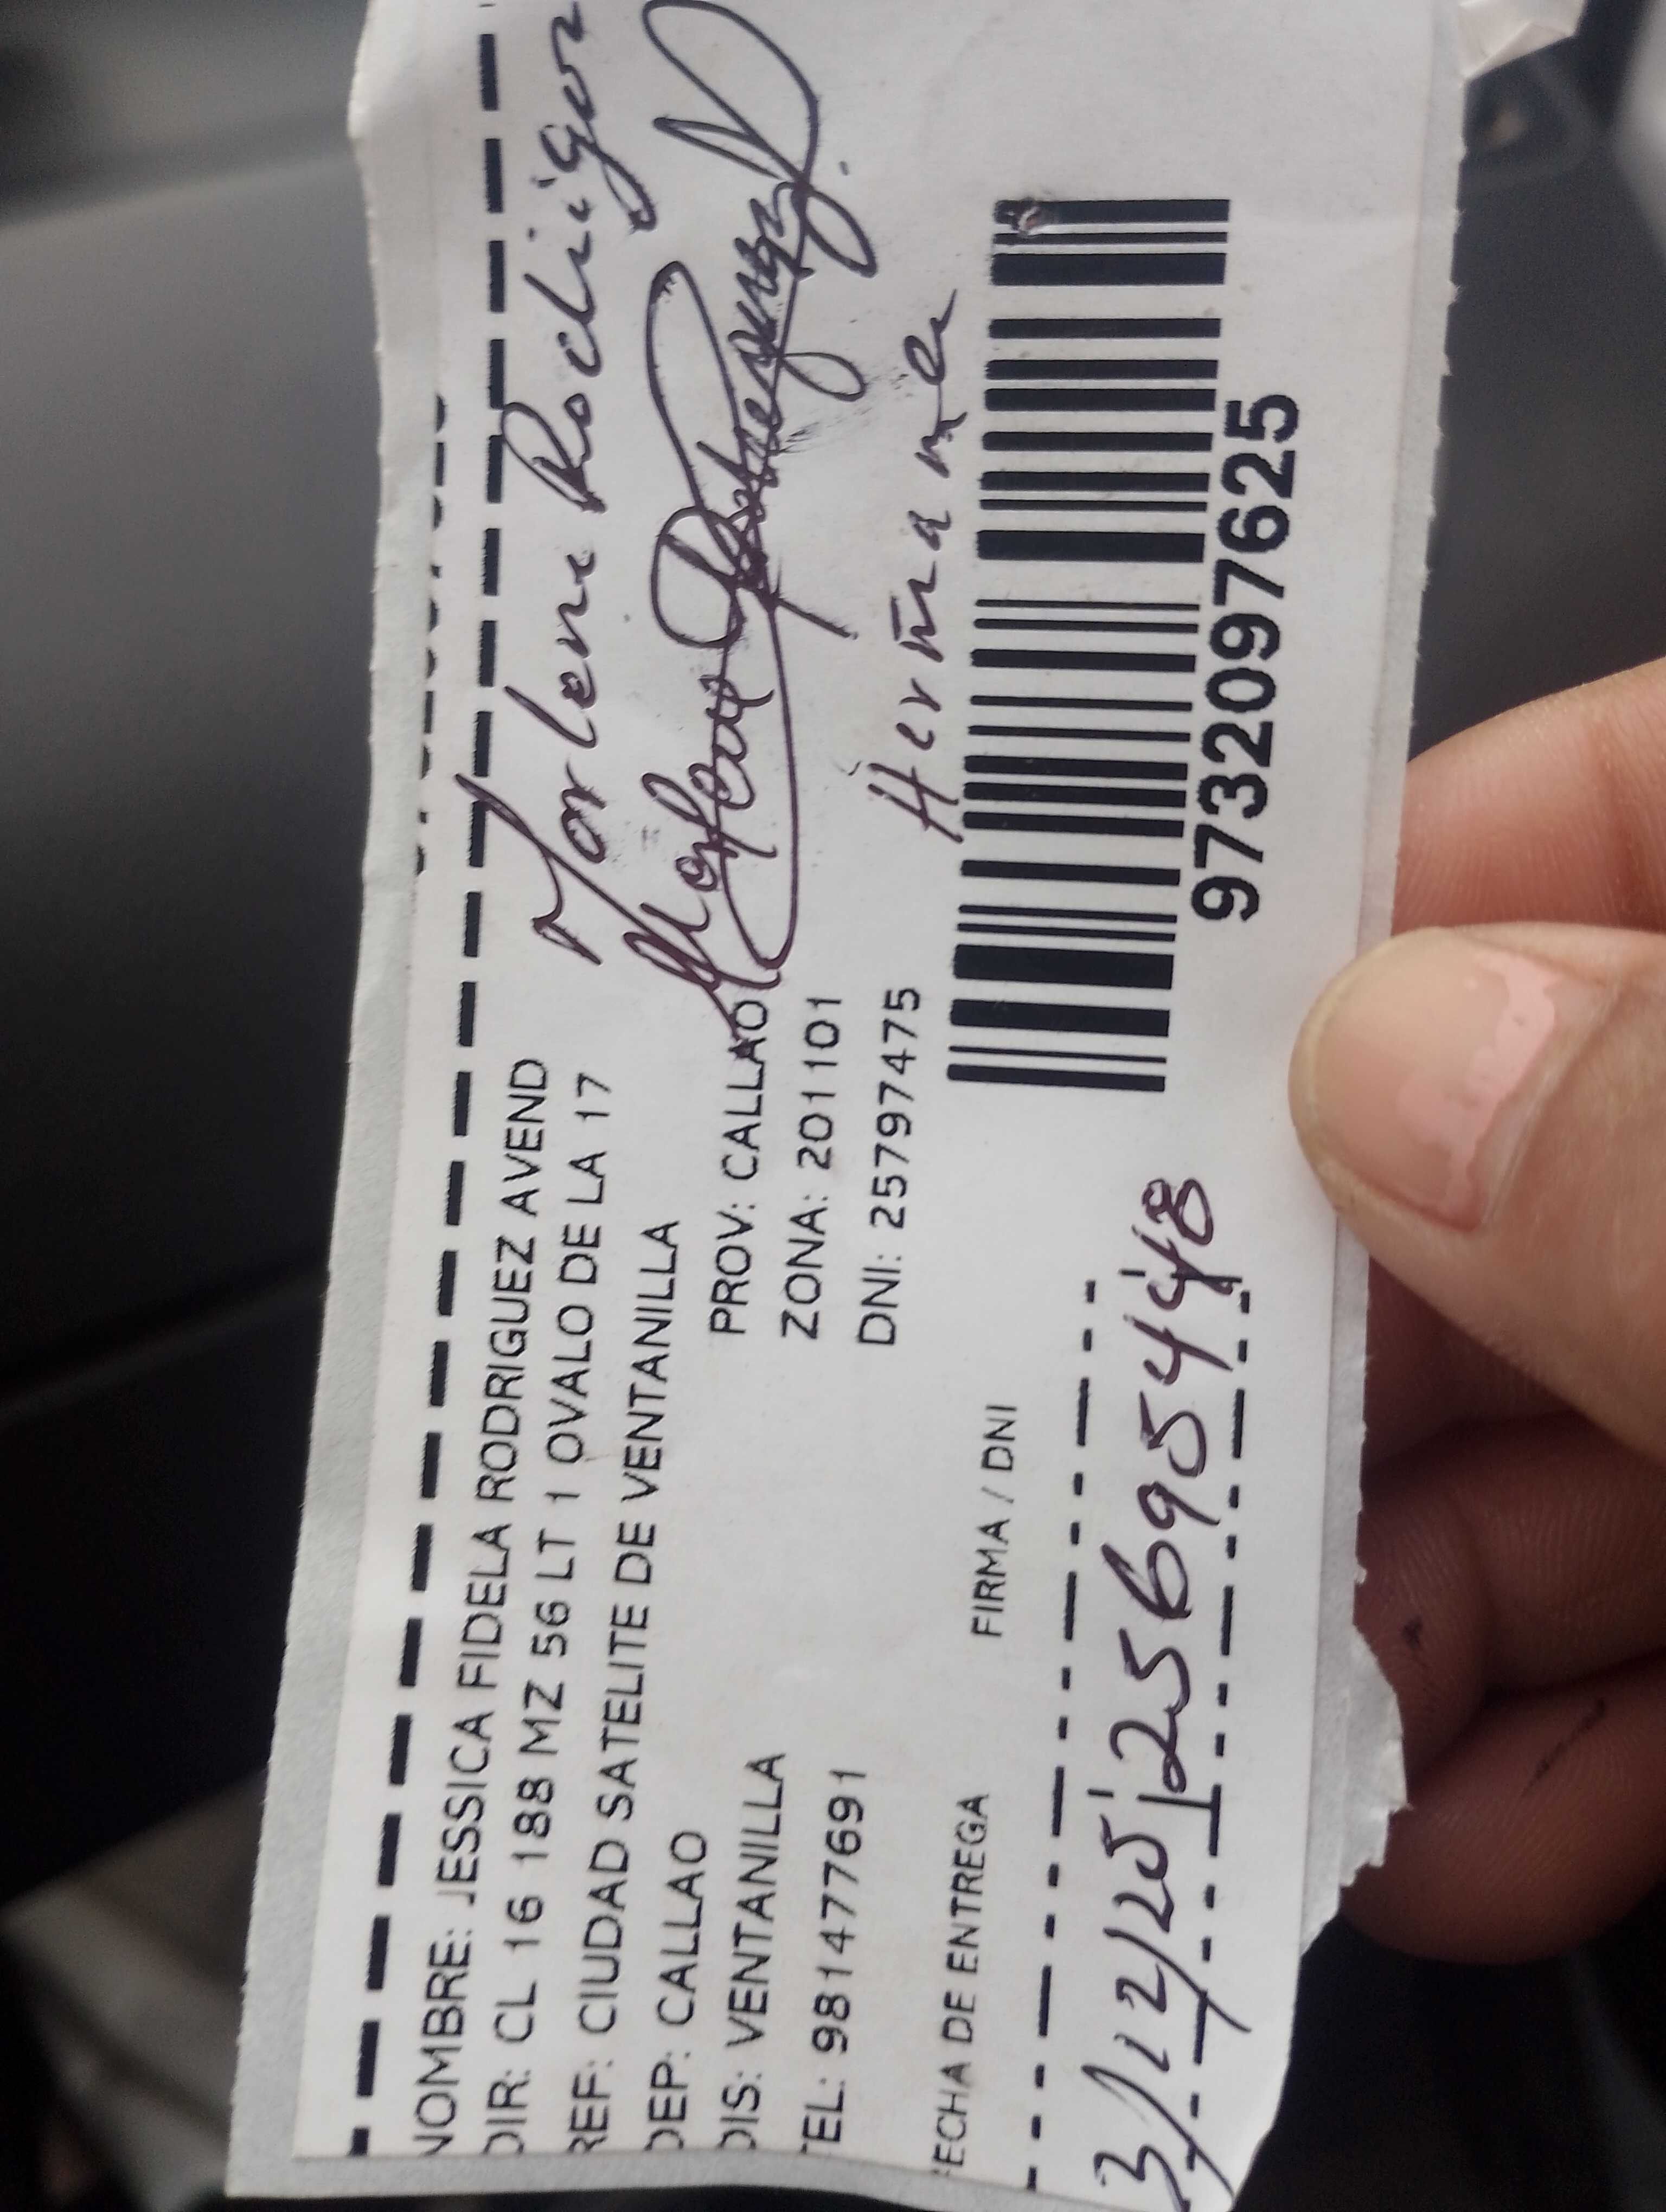 NOMBRE: JESSICA FIDELA RODRIGUEZ AVEND
DIR: CL 16 188 MZ 56 LT 1 OVALO DE LA 17
REF: CIUDAD SATELITE DE VENTANILLA
DEP: CALLAO PROV: CALLAO
DIS: VENTANILLA ZONA: 201101
TEL: 981477691 DNI: 25797475
Marleni Rodrigez
Hermana
FECHA DE ENTREGA FIRMA / DNI
3/12/25 25695448
9732097625